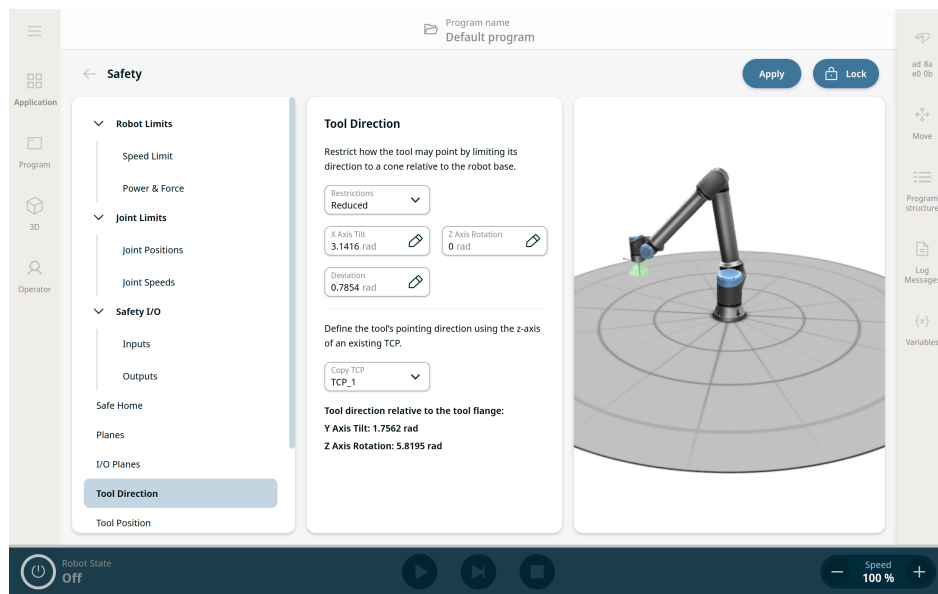 Program name
Default program
Safety
Apply
Lock
Application
Program
3D
Operator
Robot Limits
Speed Limit
Power & Force
Joint Limits
Joint Positions
Joint Speeds
Safety I/O
Inputs
Outputs
Safe Home
Planes
I/O Planes
Tool Direction
Tool Position
Tool Direction
Restrict how the tool may point by limiting its
direction to a cone relative to the robot base.
Restrictions
Reduced
X Axis Tilt
3.1416 rad
Z Axis Rotation
0 rad
Deviation
0.7854 rad
Define the tool's pointing direction using the z-axis
of an existing TCP.
Copy TCP
TCP_1
Tool direction relative to the tool flange:
Y Axis Tilt: 1.7562 rad
Z Axis Rotation: 5.8195 rad
ad 8a
e0 0b
Move
Program
structure
Log
Messages
{x}
Variables
Robot State
Off
Speed
100 %